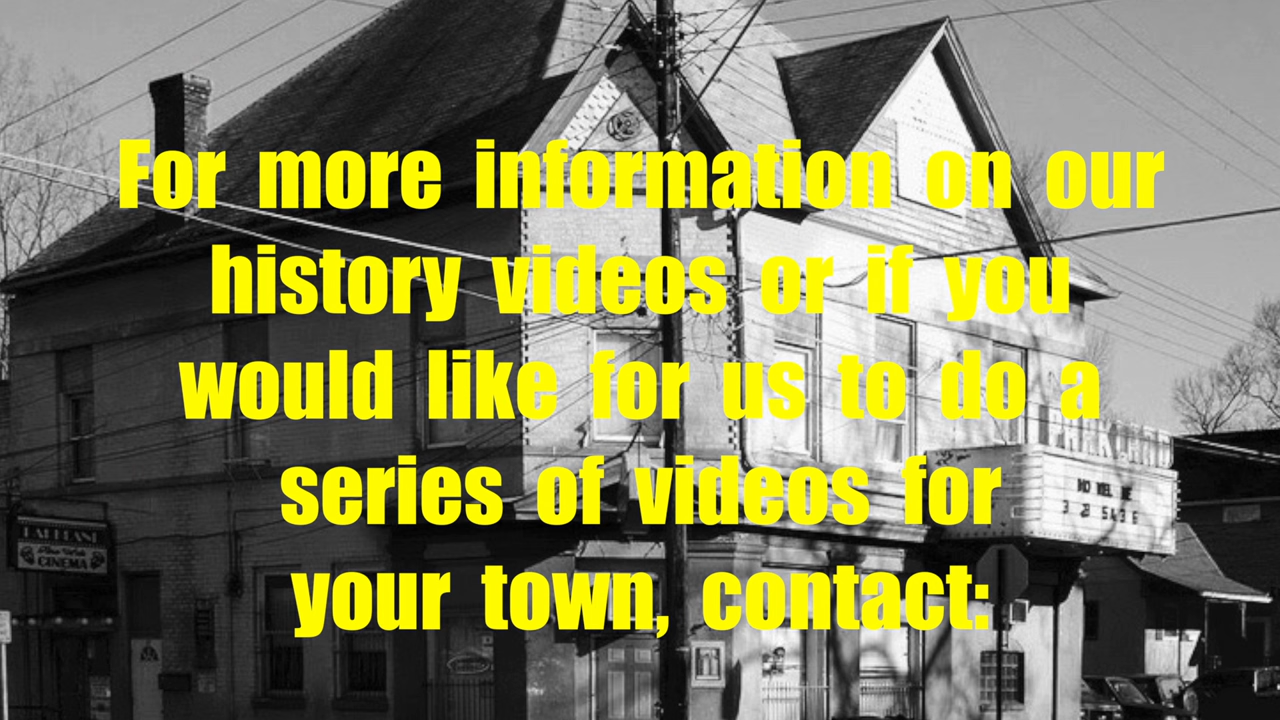 For more information on our
history videos or if you
would like for us to do a
series of videos for
your town, contact:
CINEMA